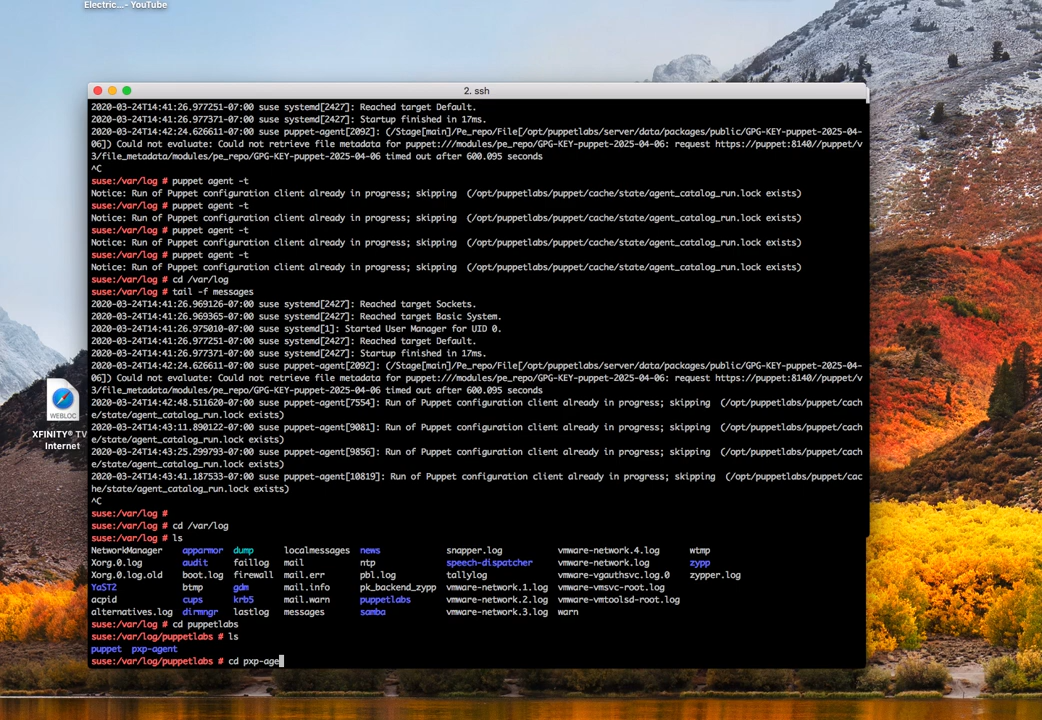 Electric...- YouTube
2. ssh
2020-03-24T14:41:26.977251-07:00 suse systemd[2427]: Reached target Default.
2020-03-24T14:41:26.977371-07:00 suse systemd[2427]: Startup finished in 17ms.
2020-03-24T14:42:24.626611-07:00 suse puppet-agent[2092]: (/Stage[main]/Pe_repo/File[/opt/puppetlabs/server/data/packages/public/GPG-KEY-puppet-2025-04-
06]) Could not evaluate: Could not retrieve file metadata for puppet:///modules/pe_repo/GPG-KEY-puppet-2025-04-06: request https://puppet:8140//puppet/v
3/file_metadata/modules/pe_repo/GPG-KEY-puppet-2025-04-06 timed out after 600.095 seconds
^C
suse:/var/log # puppet agent -t
Notice: Run of Puppet configuration client already in progress; skipping  (/opt/puppetlabs/puppet/cache/state/agent_catalog_run.lock exists)
suse:/var/log # puppet agent -t
Notice: Run of Puppet configuration client already in progress; skipping  (/opt/puppetlabs/puppet/cache/state/agent_catalog_run.lock exists)
suse:/var/log # puppet agent -t
Notice: Run of Puppet configuration client already in progress; skipping  (/opt/puppetlabs/puppet/cache/state/agent_catalog_run.lock exists)
suse:/var/log # puppet agent -t
Notice: Run of Puppet configuration client already in progress; skipping  (/opt/puppetlabs/puppet/cache/state/agent_catalog_run.lock exists)
suse:/var/log # cd /var/log
suse:/var/log # tail -f messages
2020-03-24T14:41:26.969126-07:00 suse systemd[2427]: Reached target Sockets.
2020-03-24T14:41:26.969365-07:00 suse systemd[2427]: Reached target Basic System.
2020-03-24T14:41:26.975010-07:00 suse systemd[1]: Started User Manager for UID 0.
2020-03-24T14:41:26.977251-07:00 suse systemd[2427]: Reached target Default.
2020-03-24T14:41:26.977371-07:00 suse systemd[2427]: Startup finished in 17ms.
2020-03-24T14:42:24.626611-07:00 suse puppet-agent[2092]: (/Stage[main]/Pe_repo/File[/opt/puppetlabs/server/data/packages/public/GPG-KEY-puppet-2025-04-
06]) Could not evaluate: Could not retrieve file metadata for puppet:///modules/pe_repo/GPG-KEY-puppet-2025-04-06: request https://puppet:8140//puppet/v
3/file_metadata/modules/pe_repo/GPG-KEY-puppet-2025-04-06 timed out after 600.095 seconds
2020-03-24T14:42:48.511620-07:00 suse puppet-agent[7554]: Run of Puppet configuration client already in progress; skipping  (/opt/puppetlabs/puppet/cach
e/state/agent_catalog_run.lock exists)
2020-03-24T14:43:11.890122-07:00 suse puppet-agent[9081]: Run of Puppet configuration client already in progress; skipping  (/opt/puppetlabs/puppet/cach
e/state/agent_catalog_run.lock exists)
2020-03-24T14:43:25.299793-07:00 suse puppet-agent[9856]: Run of Puppet configuration client already in progress; skipping  (/opt/puppetlabs/puppet/cach
e/state/agent_catalog_run.lock exists)
2020-03-24T14:43:41.187533-07:00 suse puppet-agent[10819]: Run of Puppet configuration client already in progress; skipping  (/opt/puppetlabs/puppet/cac
he/state/agent_catalog_run.lock exists)
^C
suse:/var/log #
suse:/var/log # cd /var/log
suse:/var/log # ls
NetworkManager apparmor dump localmessages news snapper.log vmware-network.4.log wtmp
Xorg.0.log audit faillog mail ntp speech-dispatcher vmware-network.log zypp
Xorg.0.log.old boot.log firewall mail.err pbl.log tallylog vmware-vgauthsvc.log.0 zypper.log
YaST2 btmp gdm mail.info pk_backend_zypp vmware-network.1.log vmware-vmsvc-root.log
acpid cups krb5 mail.warn puppetlabs vmware-network.2.log vmware-vmtoolsd-root.log
alternatives.log dirmngr lastlog messages samba vmware-network.3.log warn
suse:/var/log # cd puppetlabs
suse:/var/log/puppetlabs # ls
puppet  pxp-agent
suse:/var/log/puppetlabs # cd pxp-age
WEBLOC
XFINITY® TV
Internet